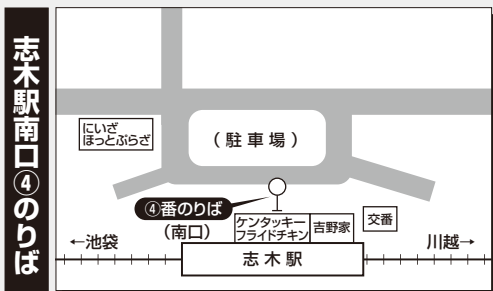 志木駅南口④のりば
にいざ
ほっとぷらざ
(駐車場)
④番のりば
(南口)
ケンタッキー
フライドチキン
吉野家
交番
←池袋
川越→
志木駅